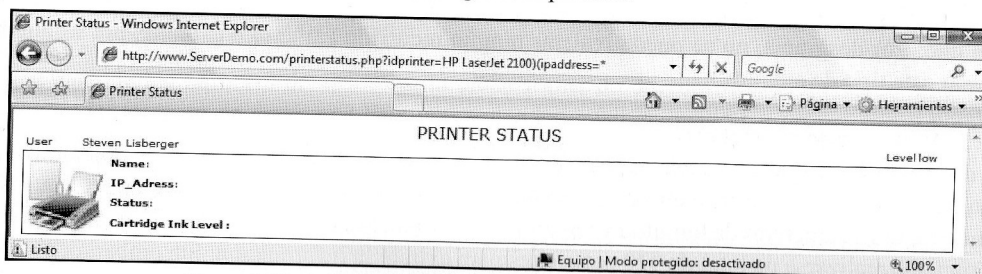 Printer Status - Windows Internet Explorer
http://www.ServerDemo.com/printerstatus.php?idprinter=HP LaserJet 2100)(ipaddress=*
Google
Printer Status
Página
Herramientas
PRINTER STATUS
User Steven Lisberger
Level low
Name:
IP_Adress:
Status:
Cartridge Ink Level :
Listo
Equipo | Modo protegido: desactivado
100%